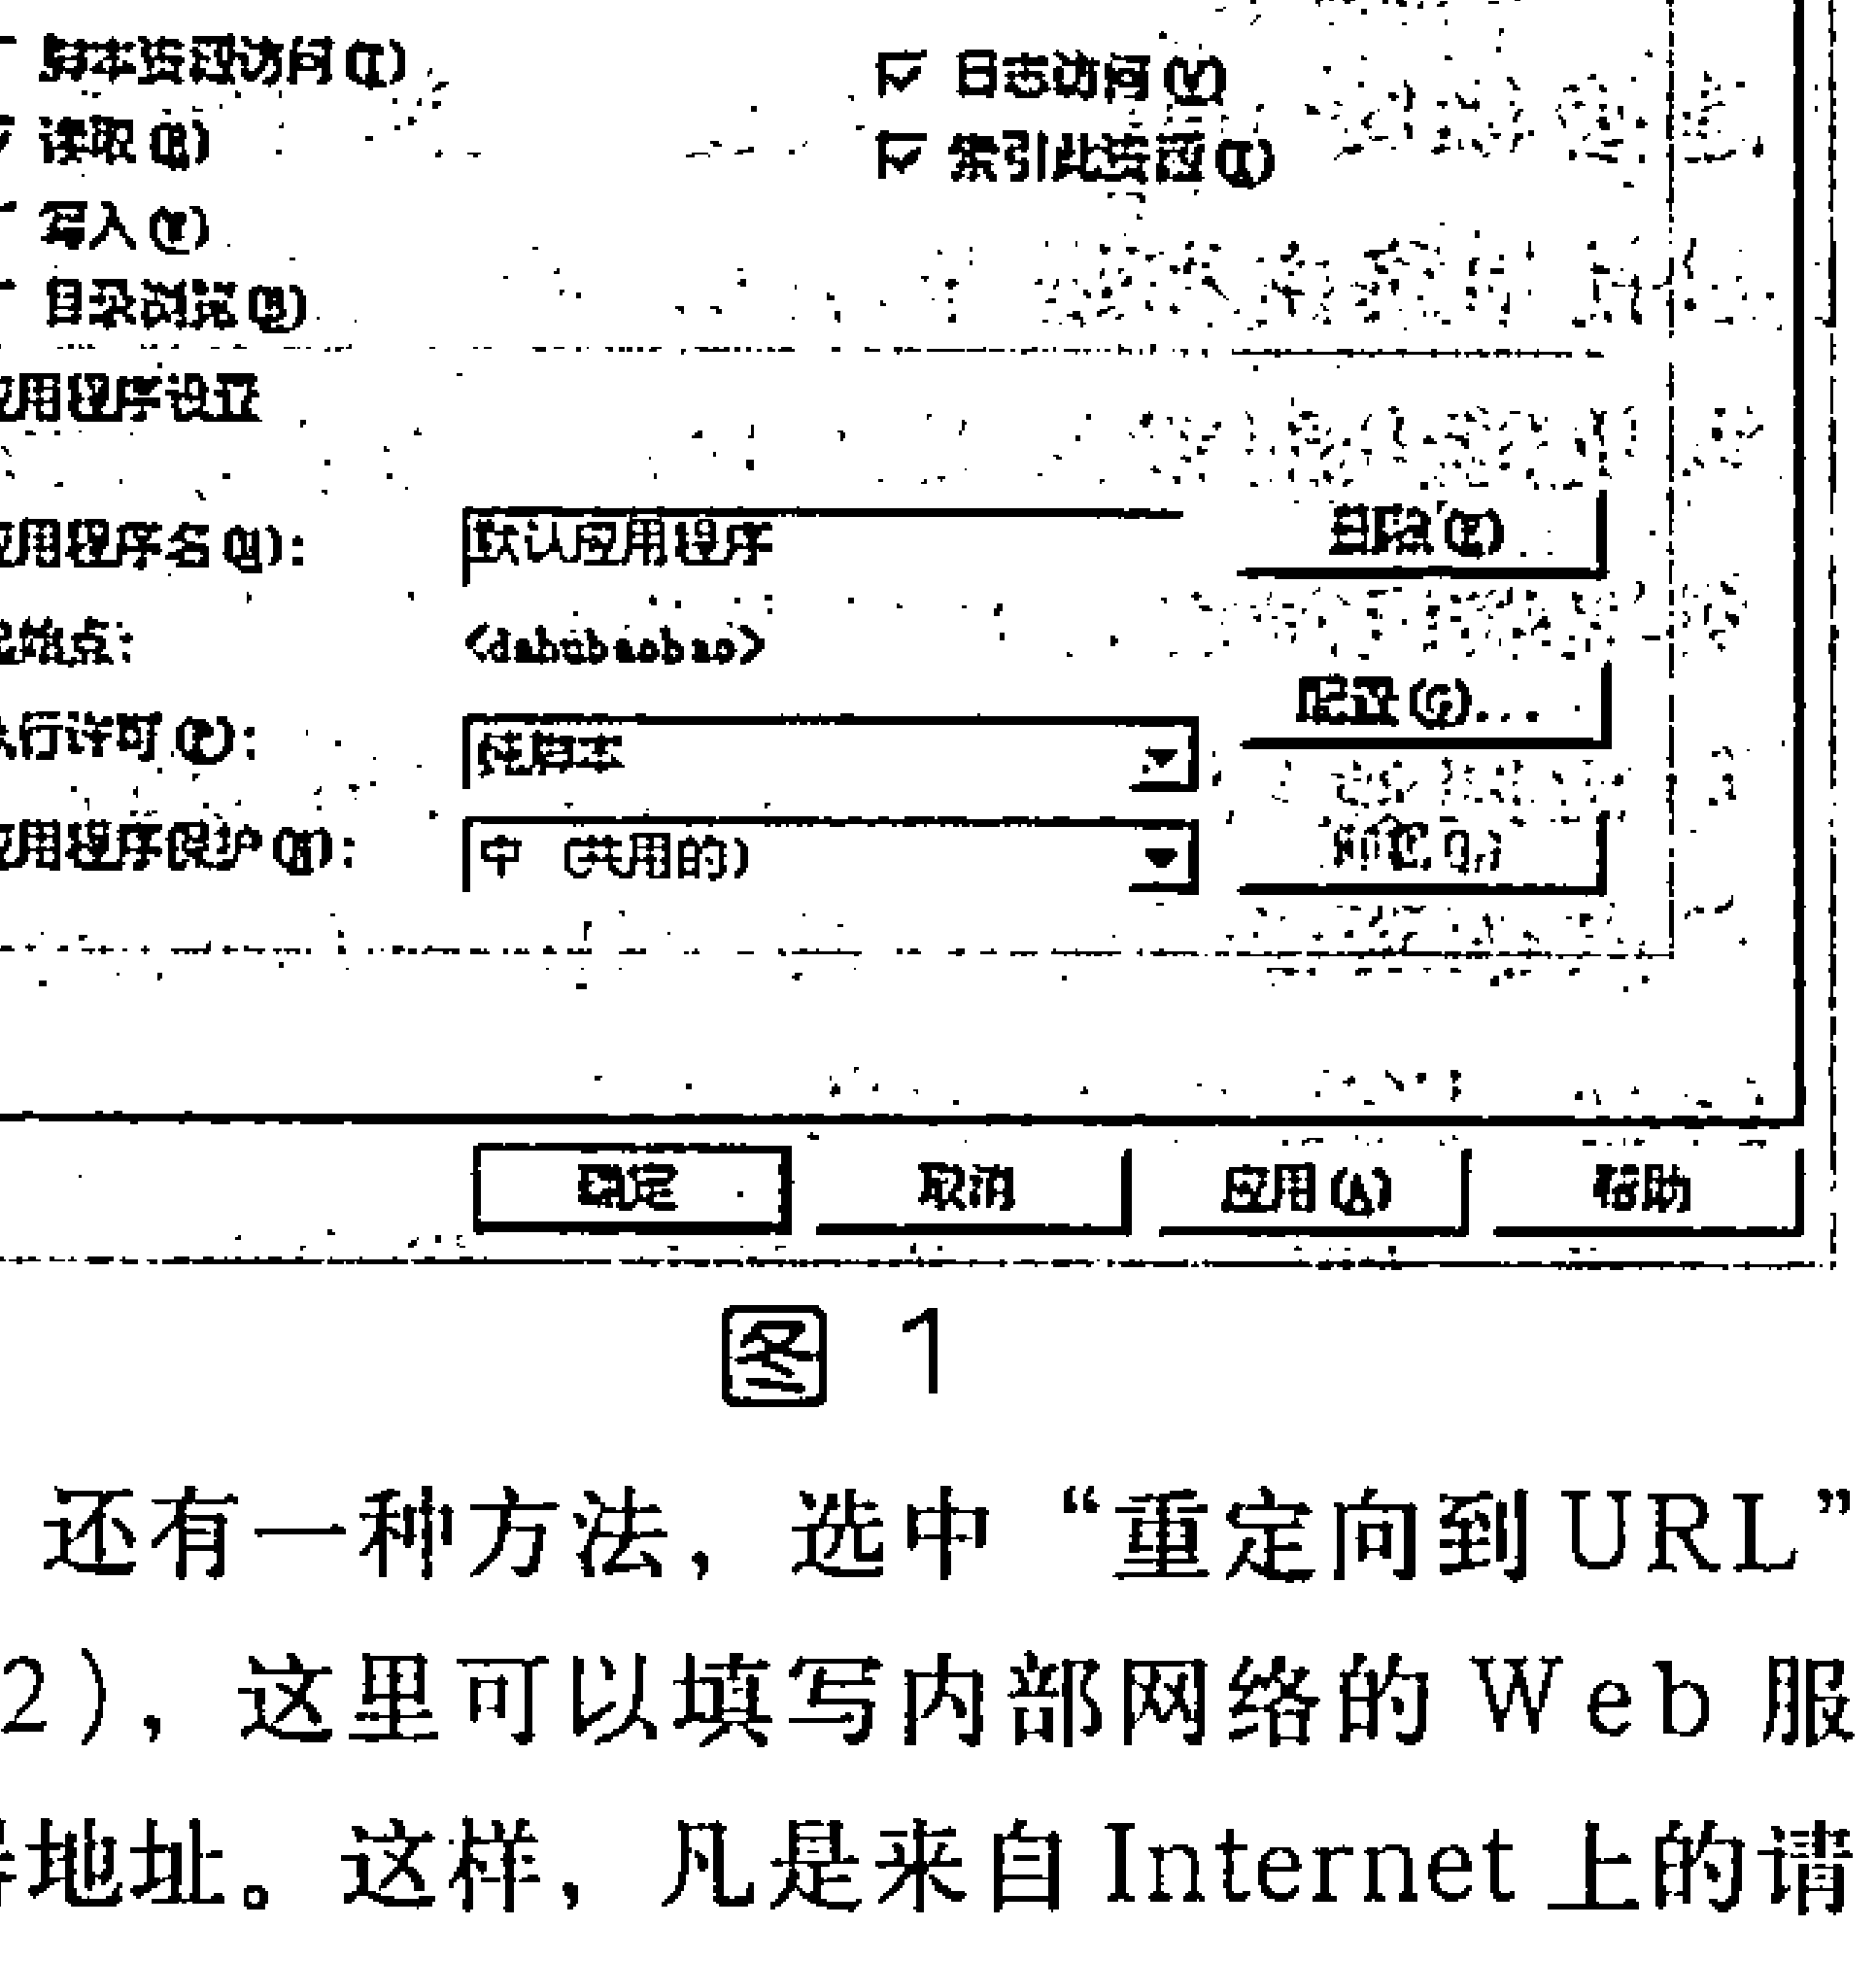 脚本资源访问(T)
日志访问(V)
读取(R)
索引此资源(I)
写入(W)
目录浏览(B)
应用程序设置
应用程序名(N): 默认应用程序 删除(E)
起始点: <dahubaobao>
执行许可(P): 纯脚本 配置(G)...
应用程序保护(N): 中 (共用的)
确定 取消 应用(A) 帮助
图 1
还有一种方法，选中“重定向到URL”
2)，这里可以填写内部网络的 Web 服
器地址。这样，凡是来自 Internet 上的请